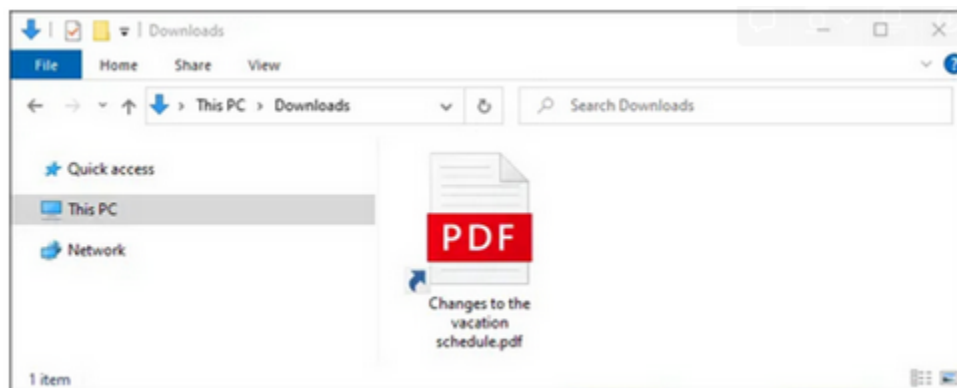 Downloads
File Home Share View
?
This PC > Downloads
Search Downloads
Quick access
This PC
Network
PDF
Changes to the
vacation
schedule.pdf
1 item